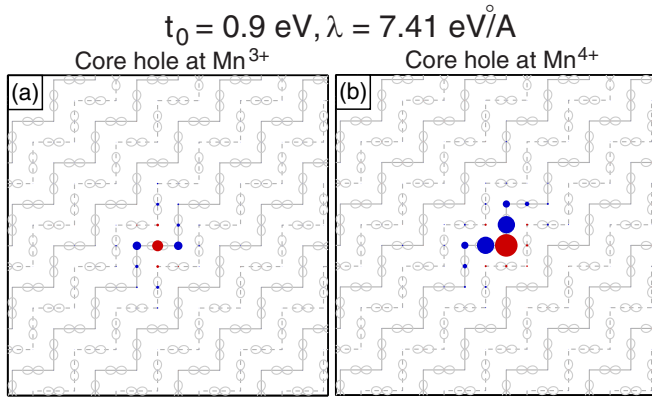 t₀ = 0.9 eV, λ = 7.41 eV/Å
Core hole at Mn³⁺
Core hole at Mn⁴⁺
(a)
(b)